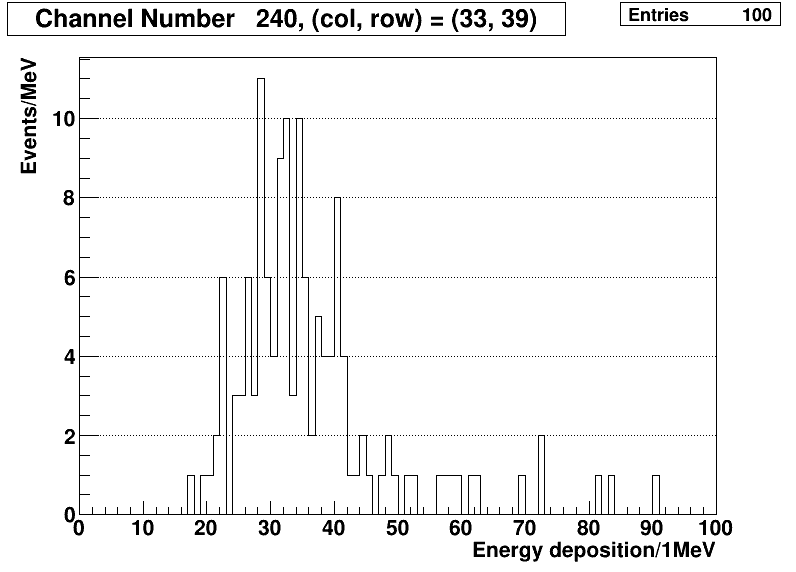 Channel Number 240, (col, row) = (33, 39)
Entries 100
Events/MeV
10
8
6
4
2
0
0 10 20 30 40 50 60 70 80 90 100
Energy deposition/1MeV